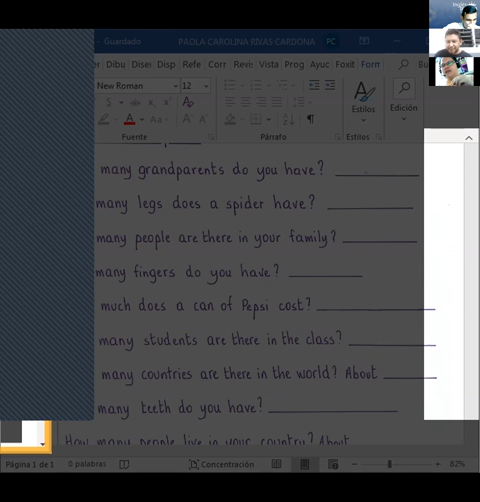 Guardado
PAOLA CAROLINA RIVAS-CARDONA
PC
Dibu Disei Disp Refe Corr Revis Vista Prog Ayuc Foxit Form
New Roman
12
Estilos
Edición
Fuente
Párrafo
Estilos
many grandparents do you have?
many legs does a spider have?
many people are there in your family?
many fingers do you have?
much does a can of Pepsi cost?
many students are there in the class?
many countries are there in the world? About
many teeth do you have?
How many people live in your country? About
Página 1 de 1
0 palabras
Concentración
82%